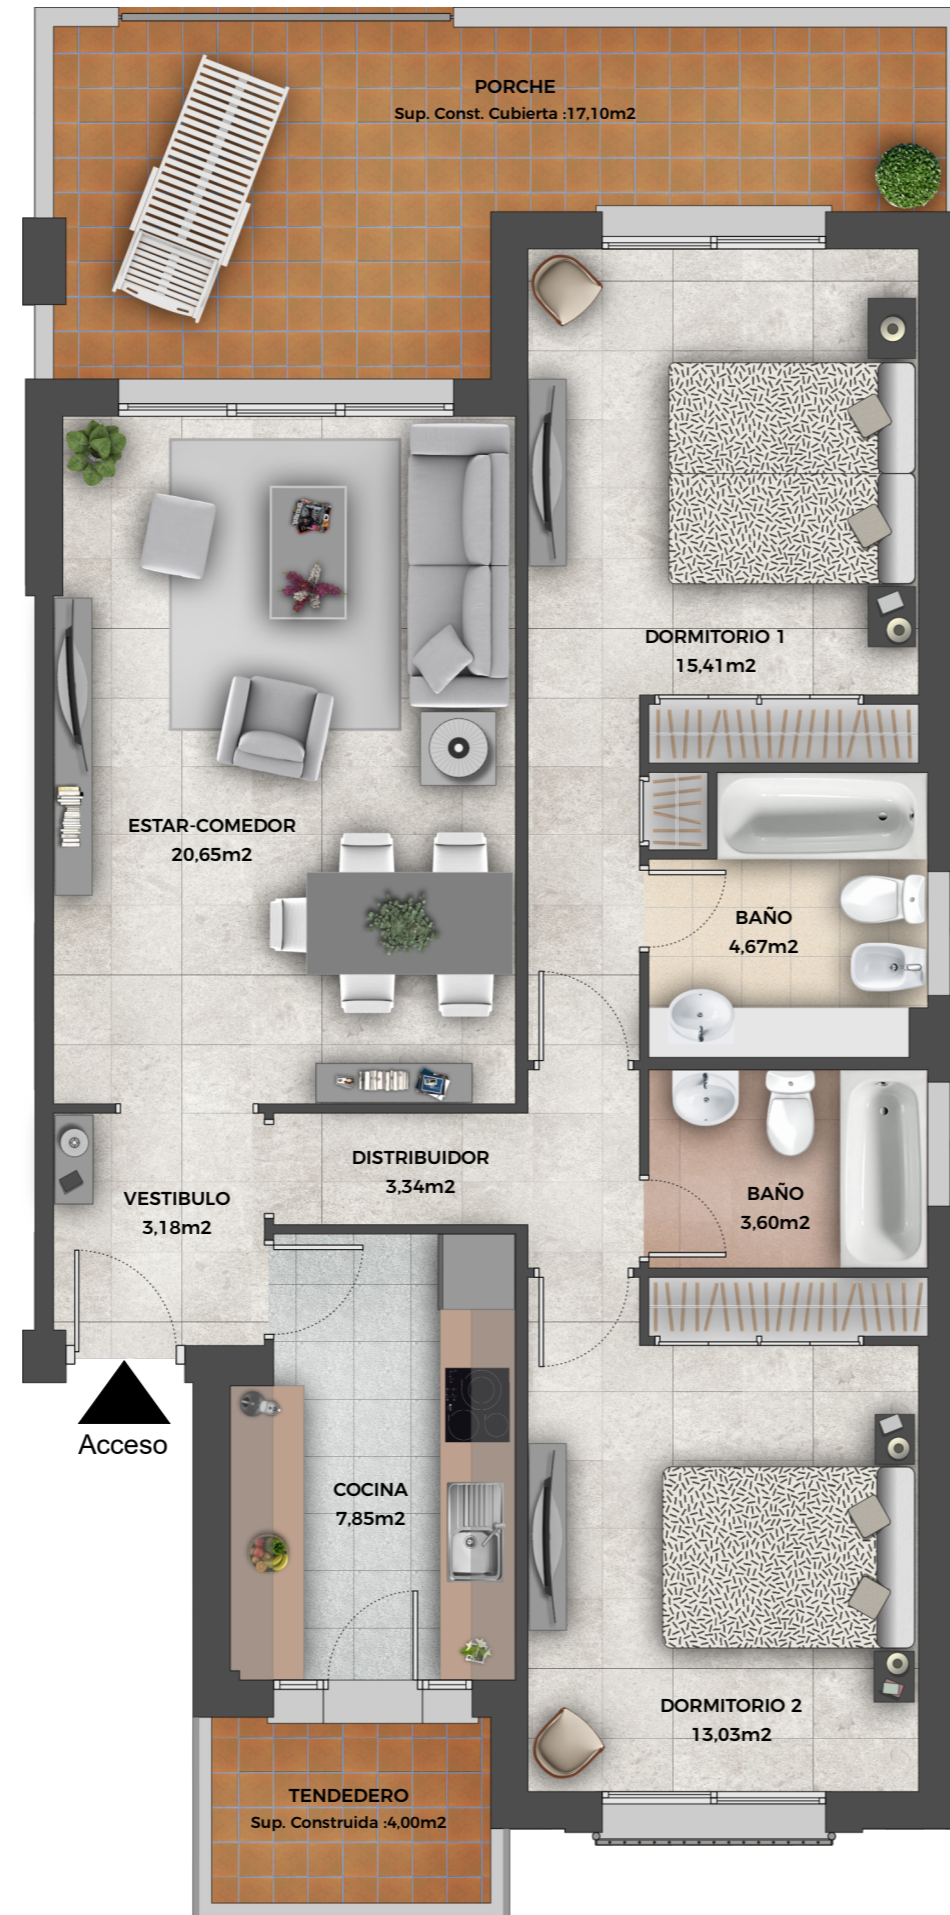 PORCHE
Sup. Const. Cubierta :17,10m2
DORMITORIO 1
15,41m2
ESTAR-COMEDOR
20,65m2
BAÑO
4,67m2
DISTRIBUIDOR
3,34m2
VESTIBULO
3,18m2
BAÑO
3,60m2
Acceso
COCINA
7,85m2
DORMITORIO 2
13,03m2
TENDEDERO
Sup. Construida :4,00m2